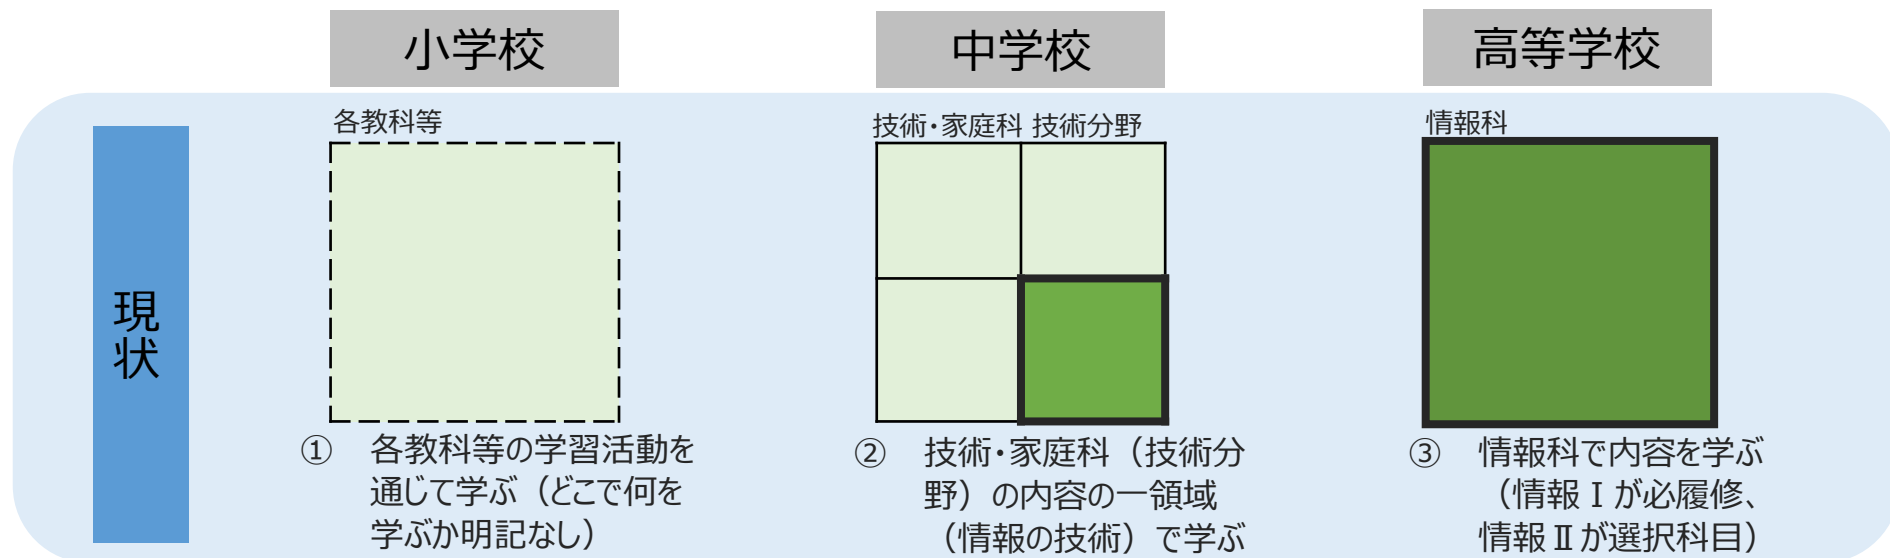 小学校
中学校
高等学校
現状
各教科等
① 各教科等の学習活動を
通じて学ぶ（どこで何を
学ぶか明記なし）
技術・家庭科 技術分野
② 技術・家庭科（技術分
野）の内容の一領域
（情報の技術）で学ぶ
情報科
③ 情報科で内容を学ぶ
（情報Ⅰが必履修、
情報Ⅱが選択科目）